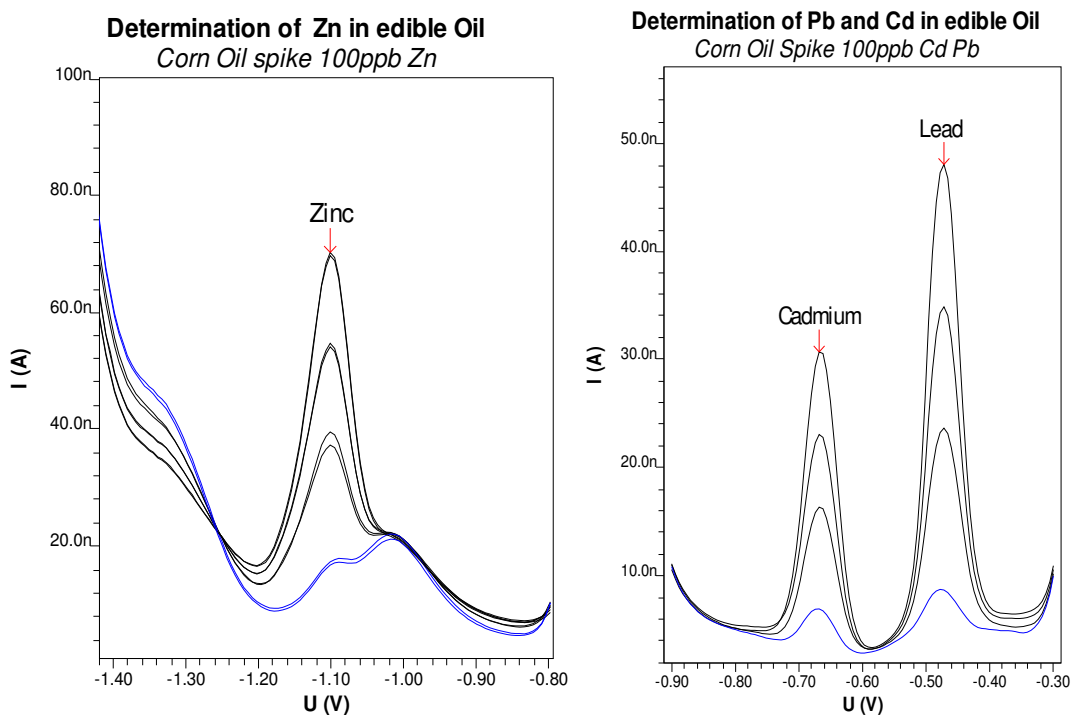 Determination of Zn in edible Oil
Corn Oil spike 100ppb Zn
100n
80.0n
60.0n
40.0n
20.0n
I (A)
Zinc
-1.40 -1.30 -1.20 -1.10 -1.00 -0.90 -0.80
U (V)
Determination of Pb and Cd in edible Oil
Corn Oil Spike 100ppb Cd Pb
50.0n
40.0n
30.0n
20.0n
10.0n
I (A)
Lead
Cadmium
-0.90 -0.80 -0.70 -0.60 -0.50 -0.40 -0.30
U (V)